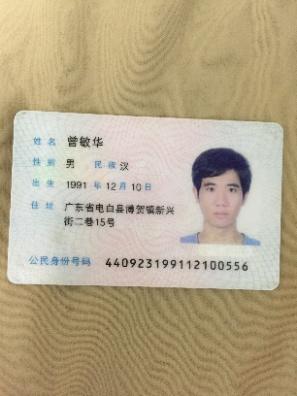 姓名 曾敏华
性别 男 民族 汉
出生 1991 年 12 月 10 日
住址 广东省电白县博贺镇新兴
街二巷15号
公民身份号码 440923199112100556